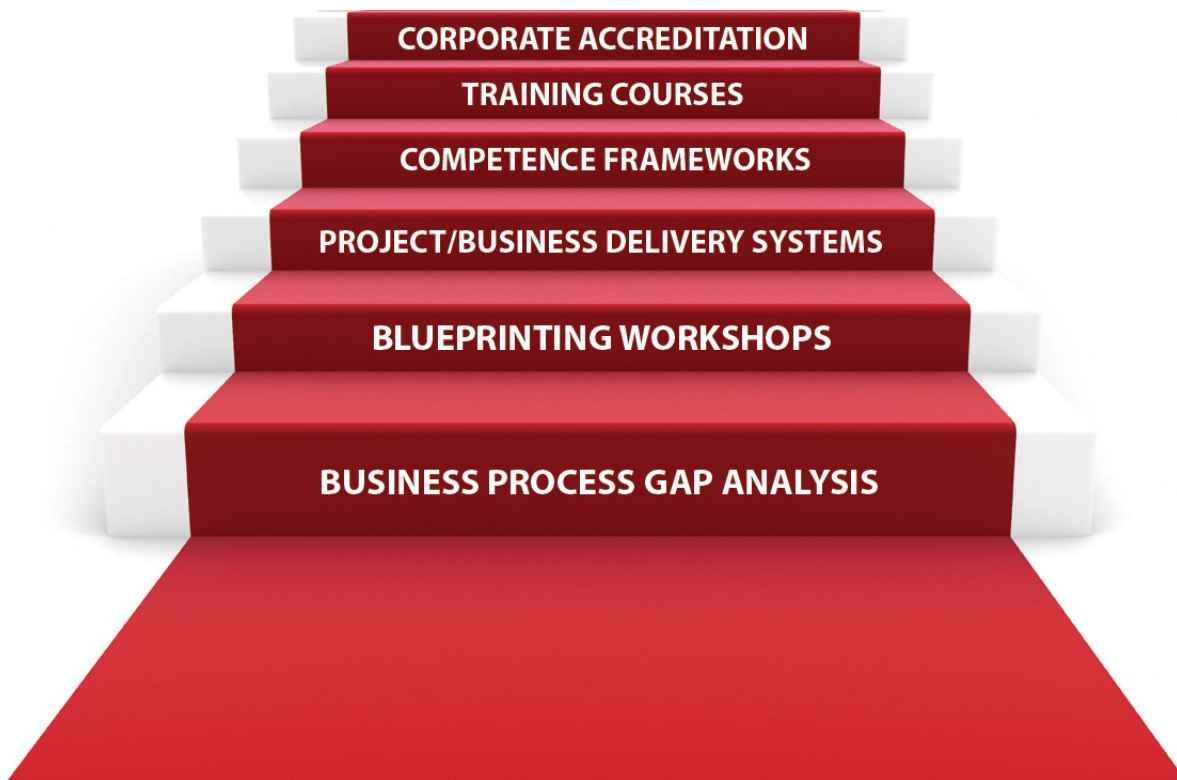 CORPORATE ACCREDITATION
TRAINING COURSES
COMPETENCE FRAMEWORKS
PROJECT/BUSINESS DELIVERY SYSTEMS
BLUEPRINTING WORKSHOPS
BUSINESS PROCESS GAP ANALYSIS